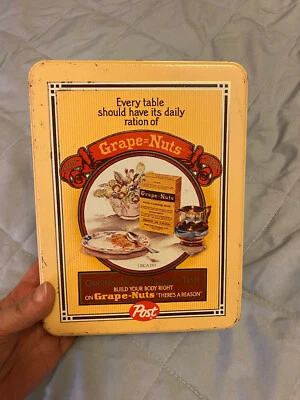 Every table
should have its daily
ration of
Grape=Nuts
Grape=Nuts
CIRCA 19
BUILD YOUR BODY RIGHT
ON Grape-Nuts "THERE'S A REASON"
Post